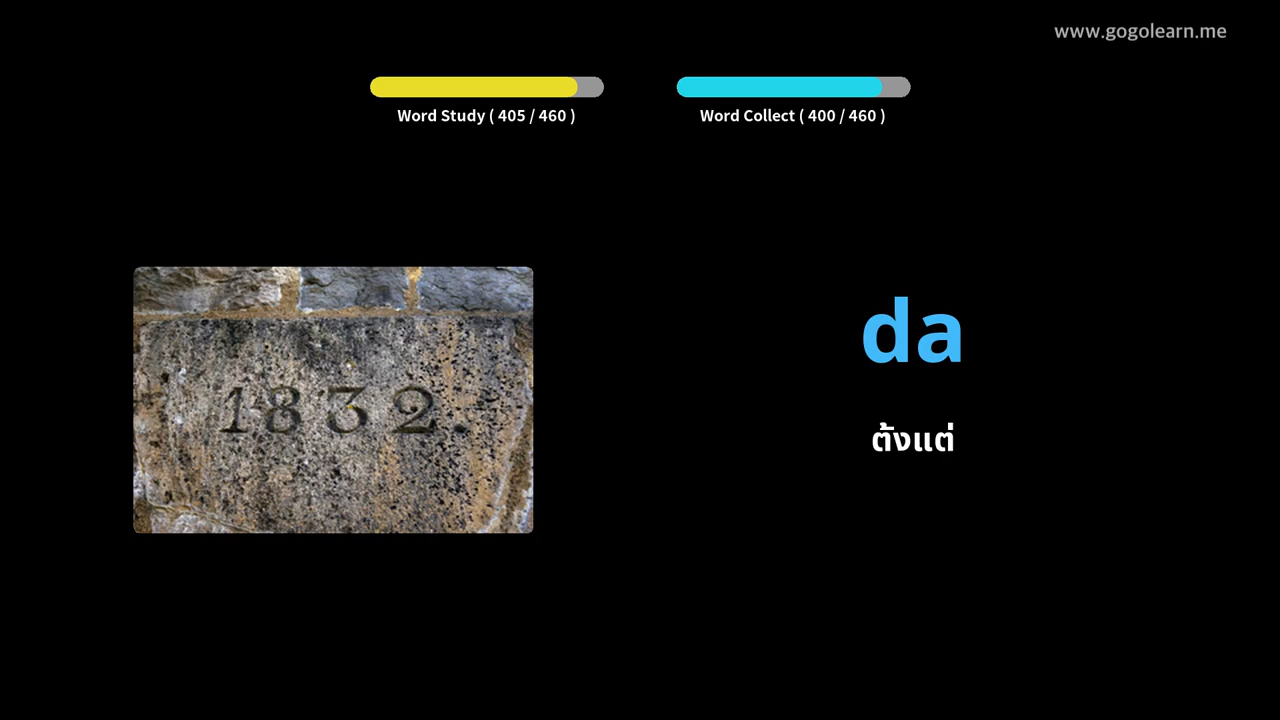 www.gogolearn.me
Word Study ( 405 / 460 )
Word Collect ( 400 / 460 )
1832.
da
ตั้งแต่